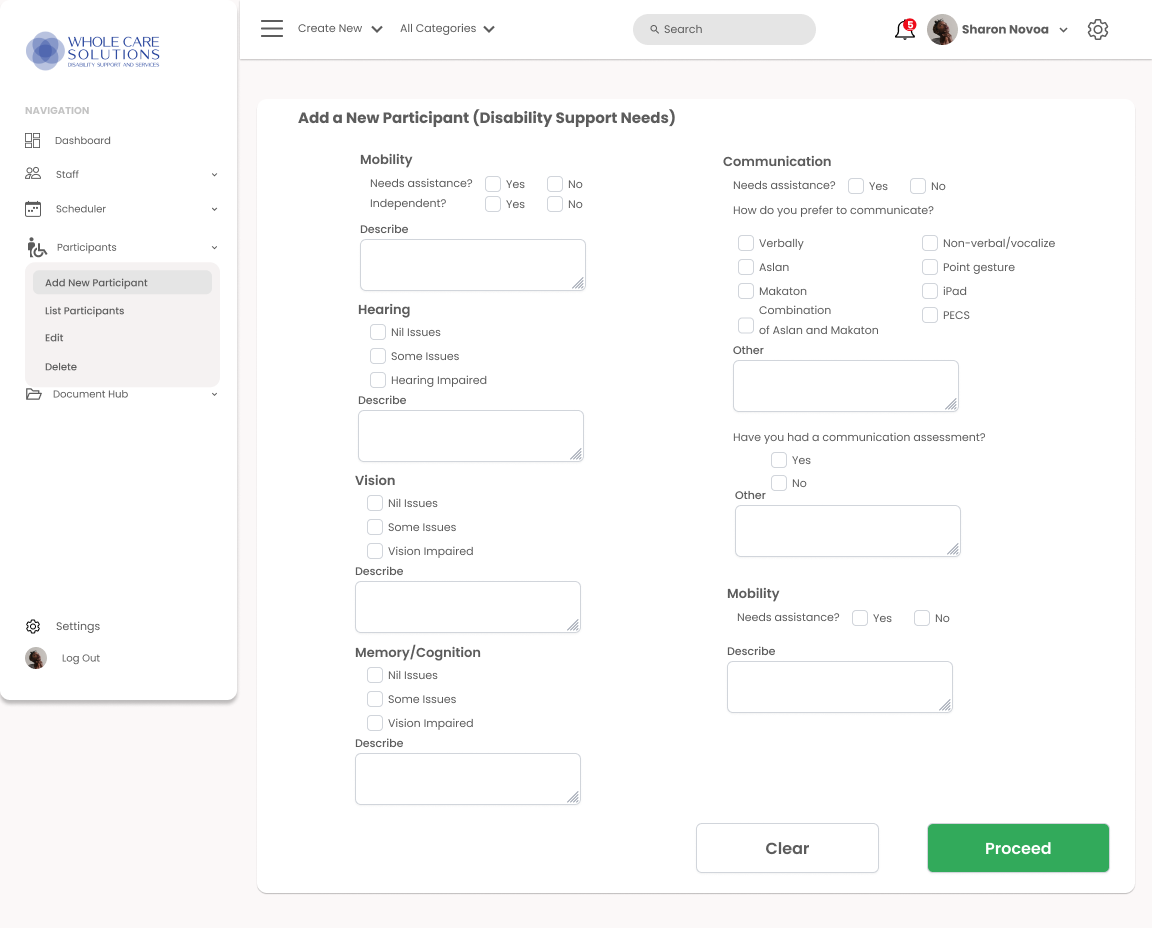 WHOLE CARE
SOLUTIONS
DISABILITY SUPPORT AND SERVICES
NAVIGATION
Dashboard
Staff
Scheduler
Participants
Add New Participant
List Participants
Edit
Delete
Document Hub
Settings
Log Out
Create New
All Categories
Search
5
Sharon Novoa
Add a New Participant (Disability Support Needs)
Mobility
Needs assistance? Yes No
Independent? Yes No
Describe
Hearing
Nil Issues
Some Issues
Hearing Impaired
Describe
Vision
Nil Issues
Some Issues
Vision Impaired
Describe
Memory/Cognition
Nil Issues
Some Issues
Vision Impaired
Describe
Communication
Needs assistance? Yes No
How do you prefer to communicate?
Verbally
Aslan
Makaton
Combination
of Aslan and Makaton
Non-verbal/vocalize
Point gesture
iPad
PECS
Other
Have you had a communication assessment?
Yes
No
Other
Mobility
Needs assistance? Yes No
Describe
Clear
Proceed